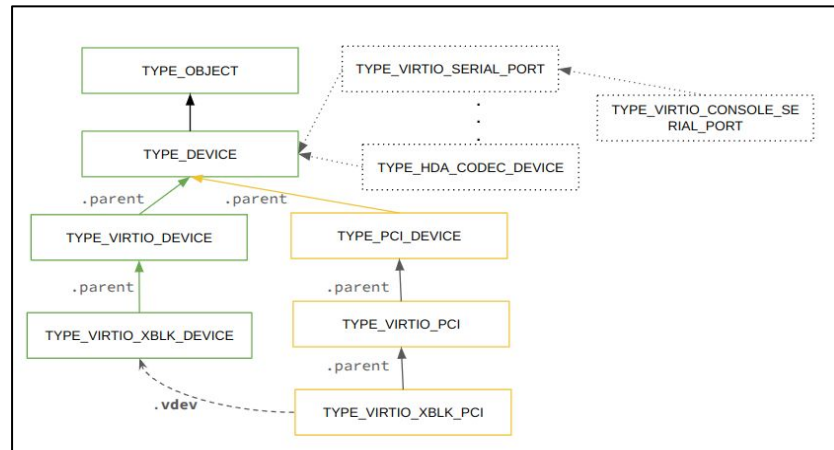 TYPE_OBJECT
TYPE_VIRTIO_SERIAL_PORT
TYPE_VIRTIO_CONSOLE_SE
RIAL_PORT
TYPE_DEVICE
TYPE_HDA_CODEC_DEVICE
.parent
.parent
TYPE_VIRTIO_DEVICE
TYPE_PCI_DEVICE
.parent
.parent
TYPE_VIRTIO_XBLK_DEVICE
TYPE_VIRTIO_PCI
.parent
.vdev
TYPE_VIRTIO_XBLK_PCI